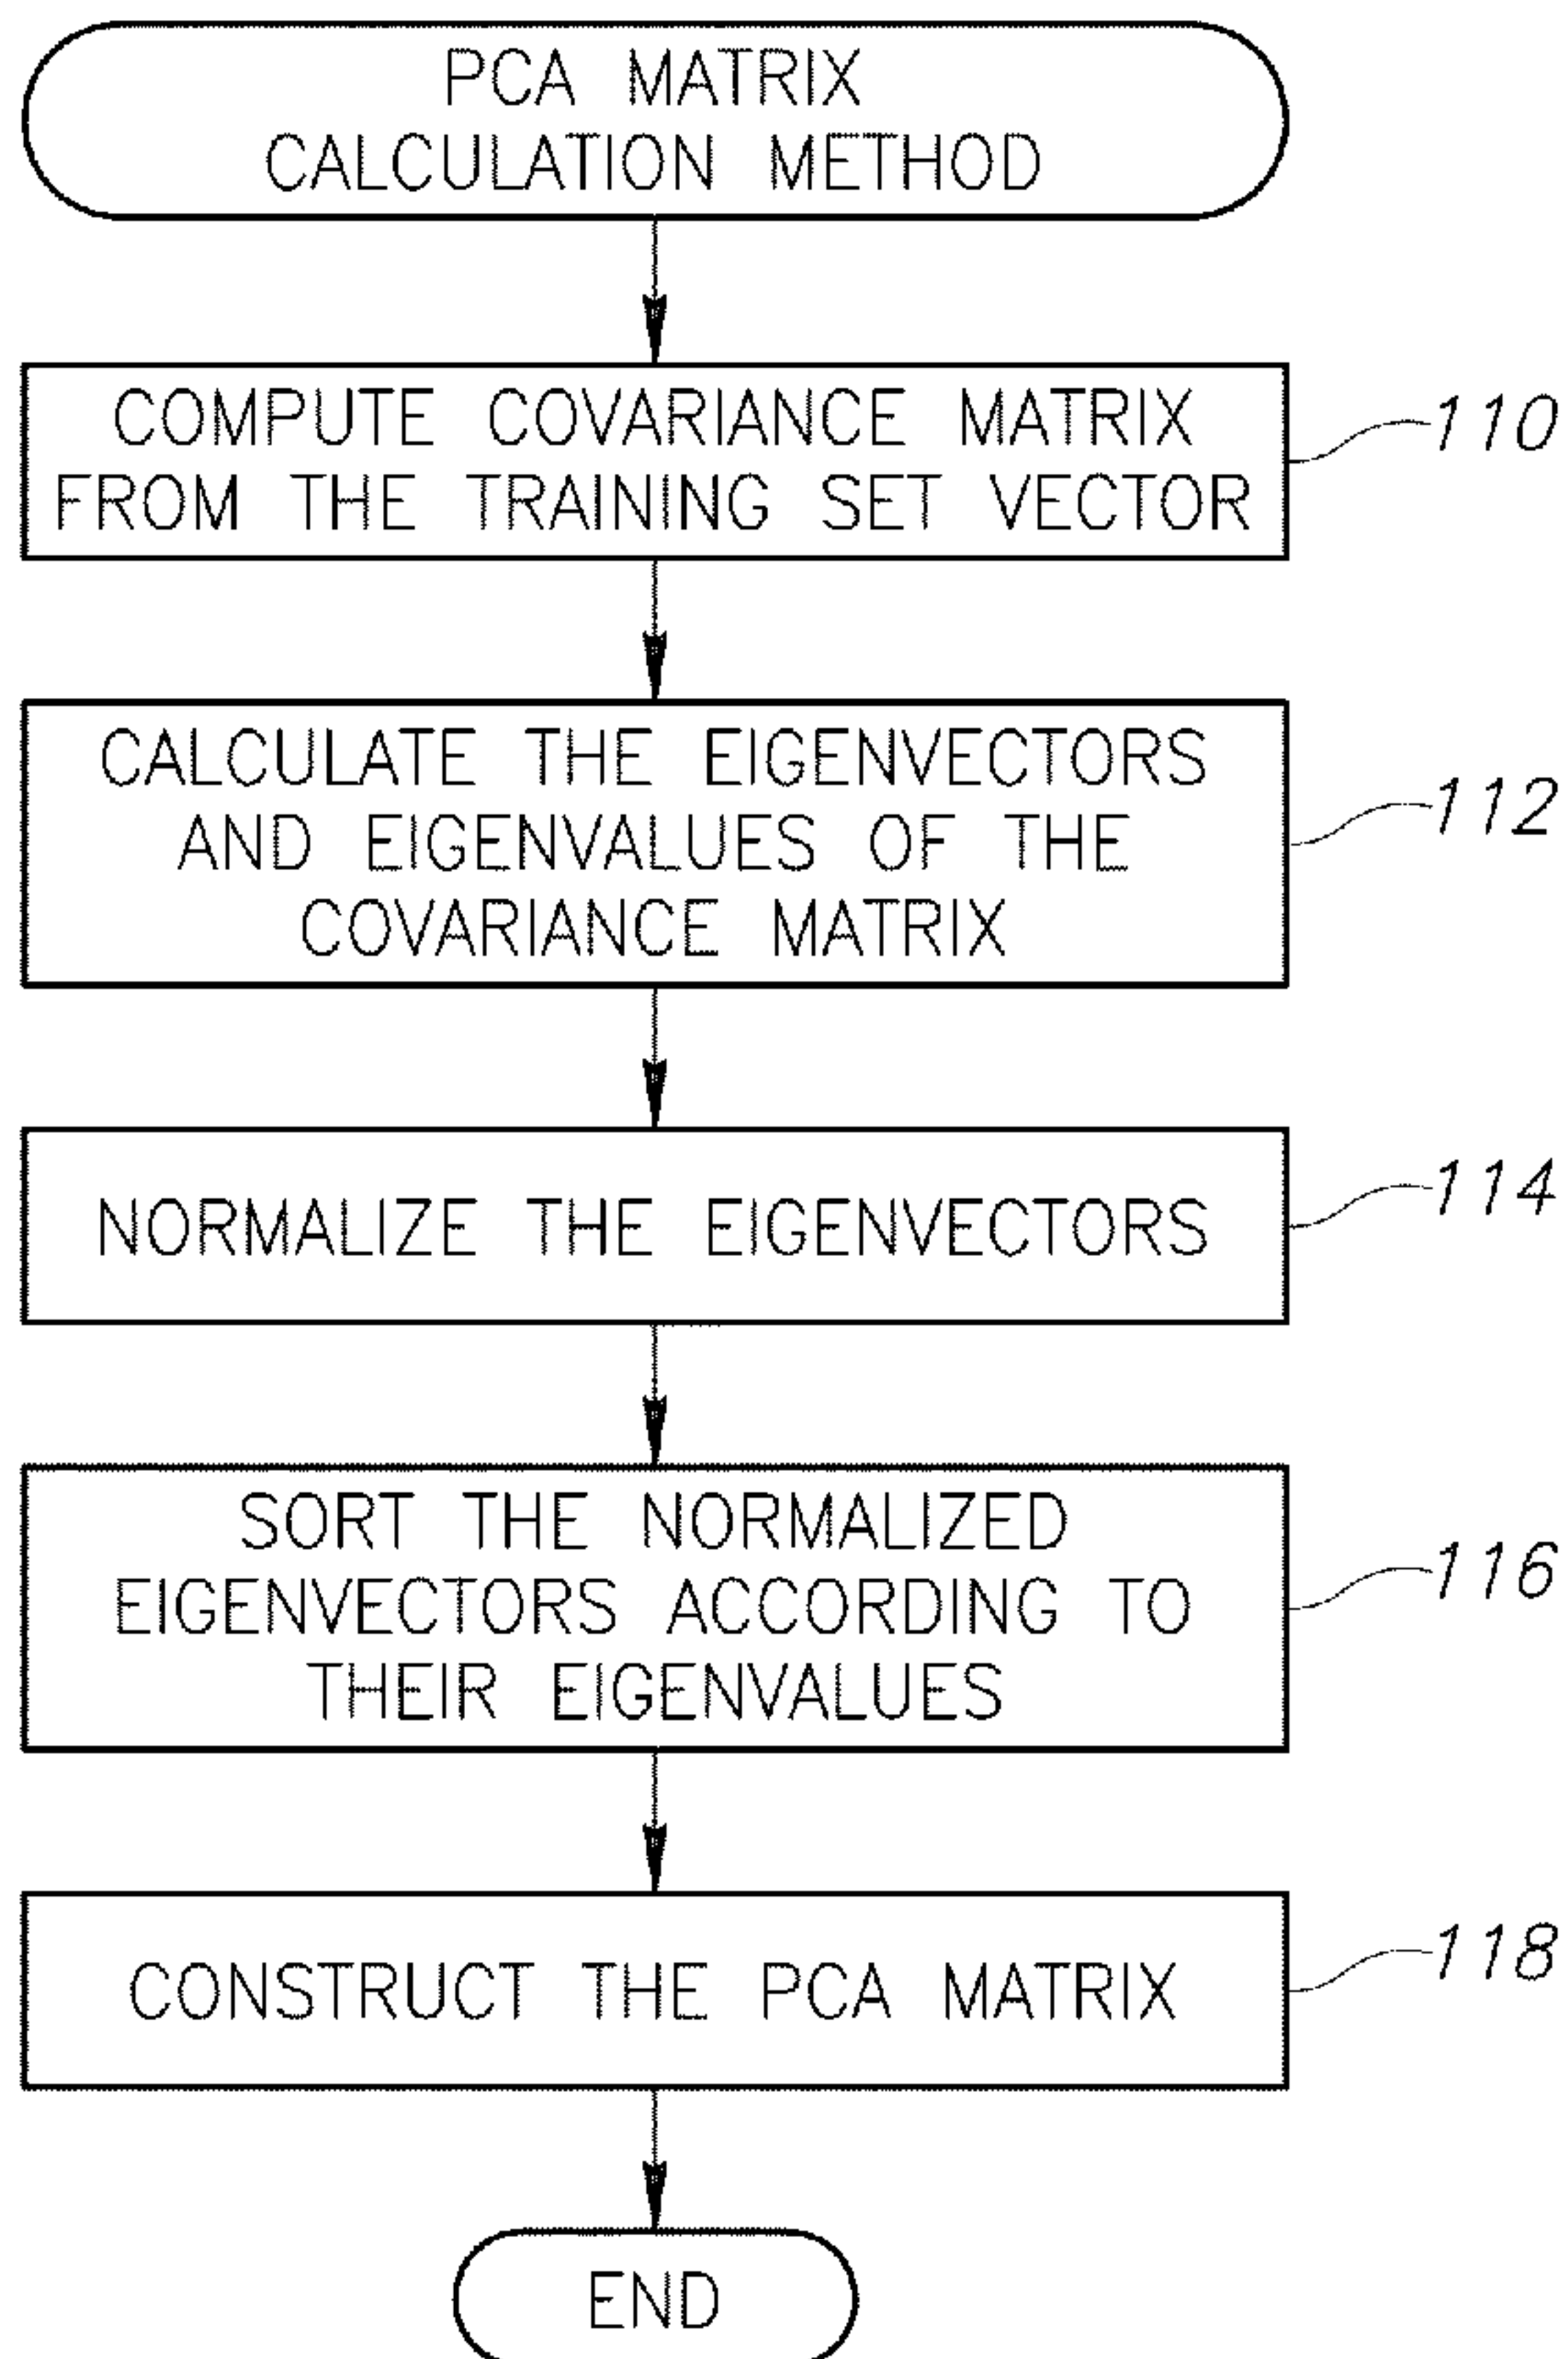 PCA MATRIX
CALCULATION METHOD
COMPUTE COVARIANCE MATRIX
FROM THE TRAINING SET VECTOR
110
CALCULATE THE EIGENVECTORS
AND EIGENVALUES OF THE
COVARIANCE MATRIX
112
NORMALIZE THE EIGENVECTORS
114
SORT THE NORMALIZED
EIGENVECTORS ACCORDING TO
THEIR EIGENVALUES
116
CONSTRUCT THE PCA MATRIX
118
END